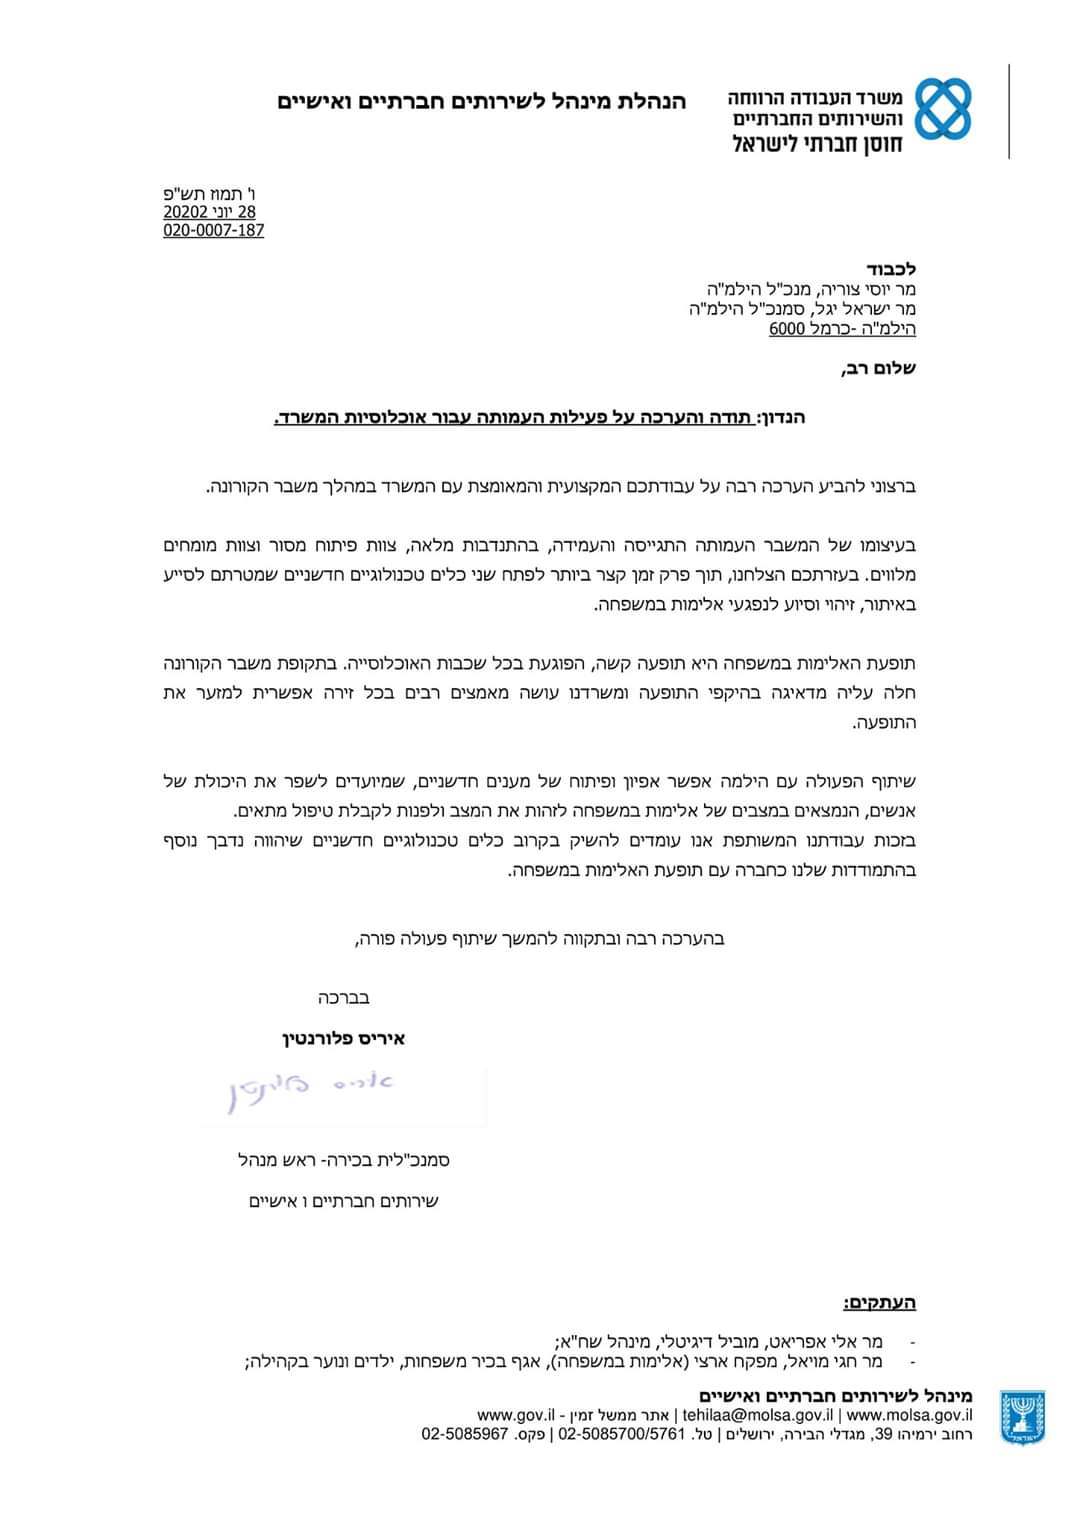 משרד העבודה הרווחה
והשירותים החברתיים
חוסן חברתי לישראל
הנהלת מינהל לשירותים חברתיים ואישיים
ו' תמוז תש"פ
28 יוני 20202
020-0007-187
לכבוד
מר יוסי צוריה, מנכ"ל הילמ"ה
מר ישראל יגל, סמנכ"ל הילמ"ה
הילמ"ה -כרמל 6000
שלום רב,
הנדון: תודה והערכה על פעילות העמותה עבור אוכלוסיות המשרד.
ברצוני להביע הערכה רבה על עבודתכם המקצועית והמאומצת עם המשרד במהלך משבר הקורונה.
בעיצומו של המשבר העמותה התגייסה והעמידה, בהתנדבות מלאה, צוות פיתוח מסור וצוות מומחים
מלווים. בעזרתכם הצלחנו, תוך פרק זמן קצר ביותר לפתח שני כלים טכנולוגיים חדשניים שמטרתם לסייע
באיתור, זיהוי וסיוע לנפגעי אלימות במשפחה.
תופעת האלימות במשפחה היא תופעה קשה, הפוגעת בכל שכבות האוכלוסייה. בתקופת משבר הקורונה
חלה עליה מדאיגה בהיקפי התופעה ומשרדנו עושה מאמצים רבים בכל זירה אפשרית למזער את
התופעה.
שיתוף הפעולה עם הילמה אפשר אפיון ופיתוח של מענים חדשניים, שמיועדים לשפר את היכולת של
אנשים, הנמצאים במצבים של אלימות במשפחה לזהות את המצב ולפנות לקבלת טיפול מתאים.
בזכות עבודתנו המשותפת אנו עומדים להשיק בקרוב כלים טכנולוגיים חדשניים שיהווה נדבך נוסף
בהתמודדות שלנו כחברה עם תופעת האלימות במשפחה.
בהערכה רבה ובתקווה להמשך שיתוף פעולה פורה,
בברכה
איריס פלורנטין
איריס פלורנטין
סמנכ"לית בכירה- ראש מנהל
שירותים חברתיים ו אישיים
העתקים:
- מר אלי אפריאט, מוביל דיגיטלי, מינהל שח"א;
- מר חגי מויאל, מפקח ארצי (אלימות במשפחה), אגף בכיר משפחות, ילדים ונוער בקהילה;
מינהל לשירותים חברתיים ואישיים
tehilaa@molsa.gov.il | www.molsa.gov.il | אתר ממשל זמין - www.gov.il
רחוב ירמיהו 39, מגדלי הבירה, ירושלים | טל. 02-5085700/5761 | פקס. 02-5085967